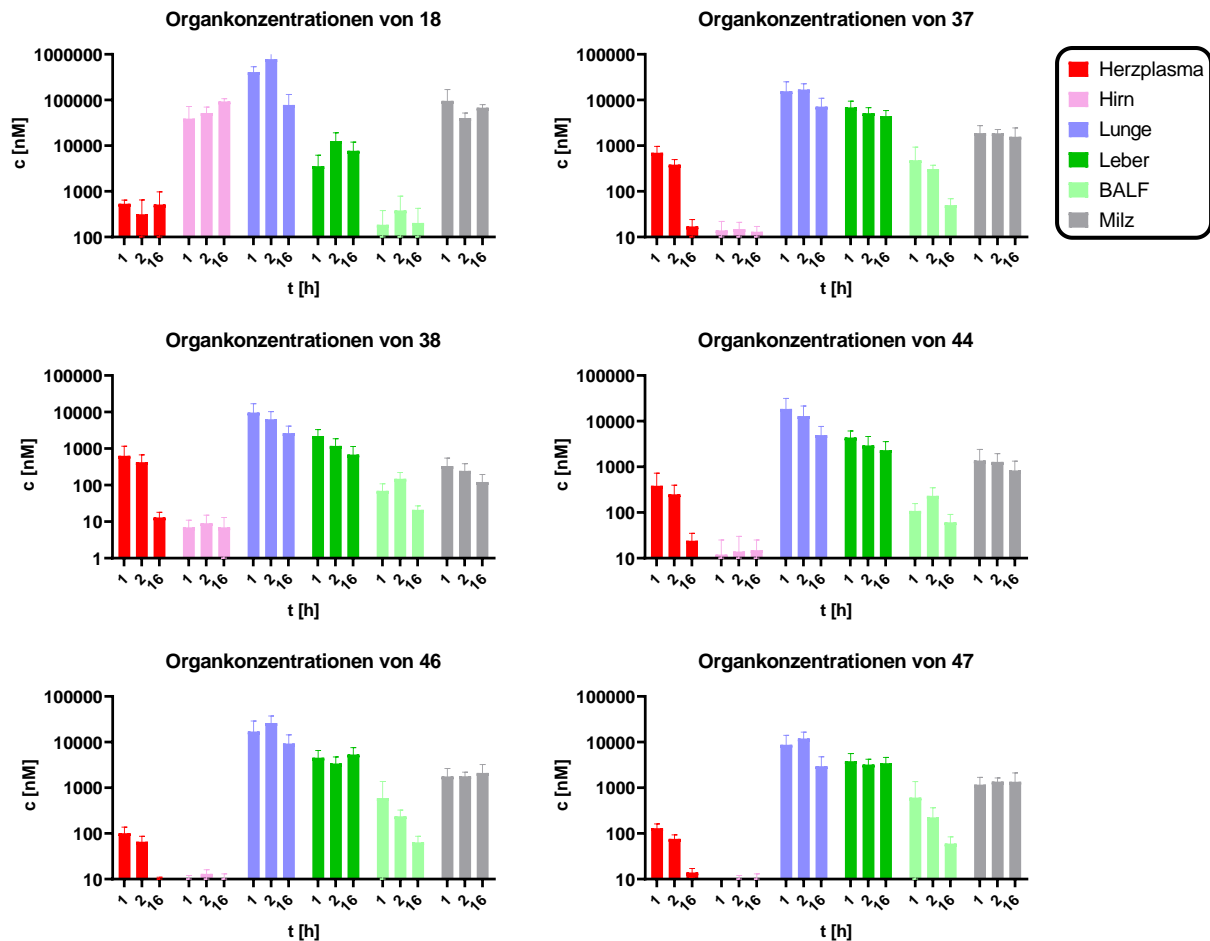 Organkonzentrationen von 18
c [nM]
1000000
100000
10000
1000
100
1 2 16 1 2 16 1 2 16 1 2 16 1 2 16 1 2 16
t [h]
Organkonzentrationen von 37
c [nM]
100000
10000
1000
100
10
1 2 16 1 2 16 1 2 16 1 2 16 1 2 16 1 2 16
t [h]
Herzplasma
Hirn
Lunge
Leber
BALF
Milz
Organkonzentrationen von 38
c [nM]
100000
10000
1000
100
10
1
1 2 16 1 2 16 1 2 16 1 2 16 1 2 16 1 2 16
t [h]
Organkonzentrationen von 44
c [nM]
100000
10000
1000
100
10
1 2 16 1 2 16 1 2 16 1 2 16 1 2 16 1 2 16
t [h]
Organkonzentrationen von 46
c [nM]
100000
10000
1000
100
10
1 2 16 1 2 16 1 2 16 1 2 16 1 2 16 1 2 16
t [h]
Organkonzentrationen von 47
c [nM]
100000
10000
1000
100
10
1 2 16 1 2 16 1 2 16 1 2 16 1 2 16 1 2 16
t [h]